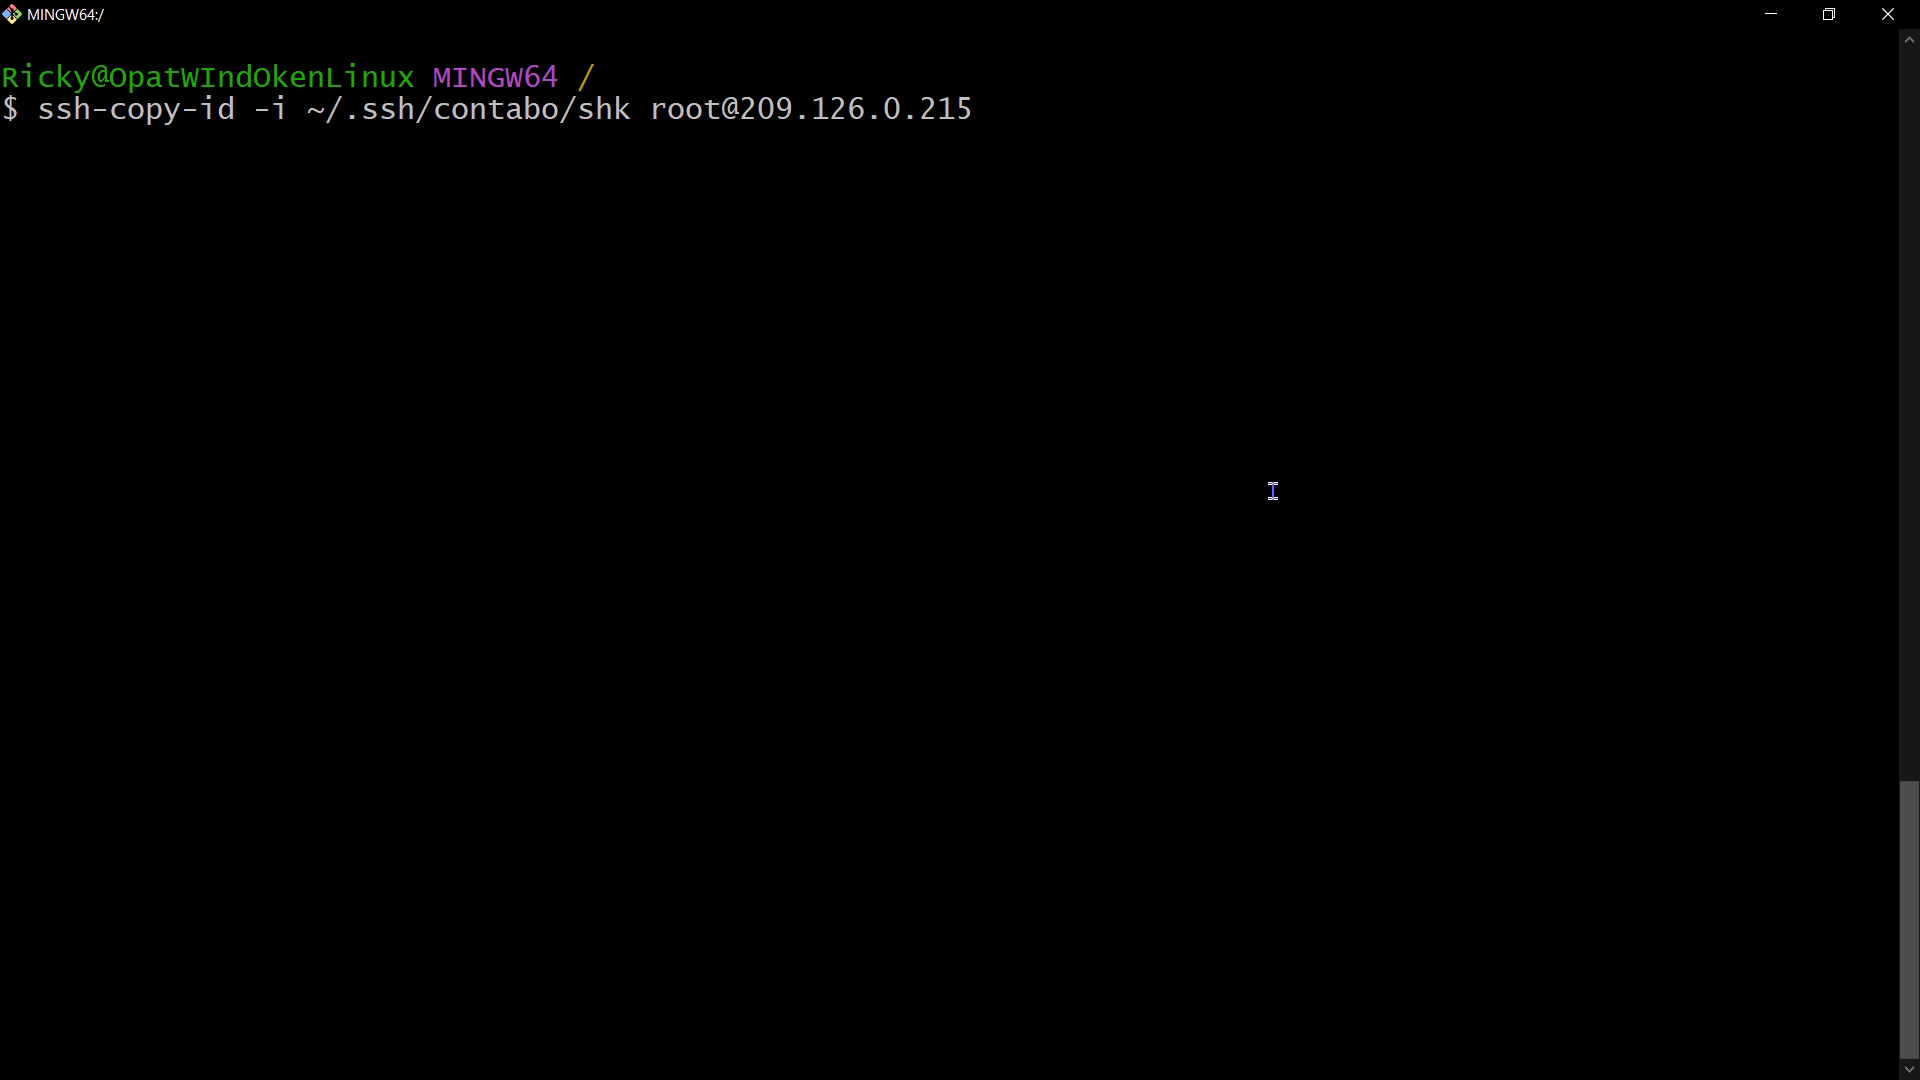 MINGW64:/
Ricky@OpatWIndOkenLinux MINGW64 /
$ ssh-copy-id -i ~/.ssh/contabo/shk root@209.126.0.215